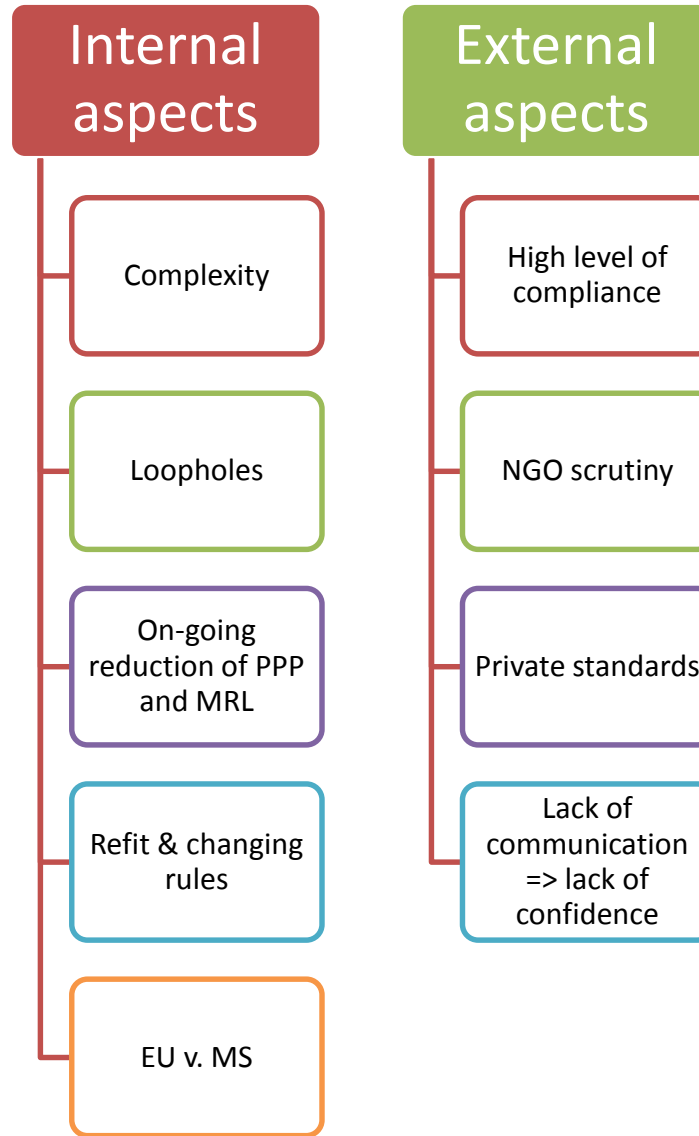 Internal
aspects
Complexity
Loopholes
On-going
reduction of PPP
and MRL
Refit & changing
rules
EU v. MS
External
aspects
High level of
compliance
NGO scrutiny
Private standards
Lack of
communication
=> lack of
confidence